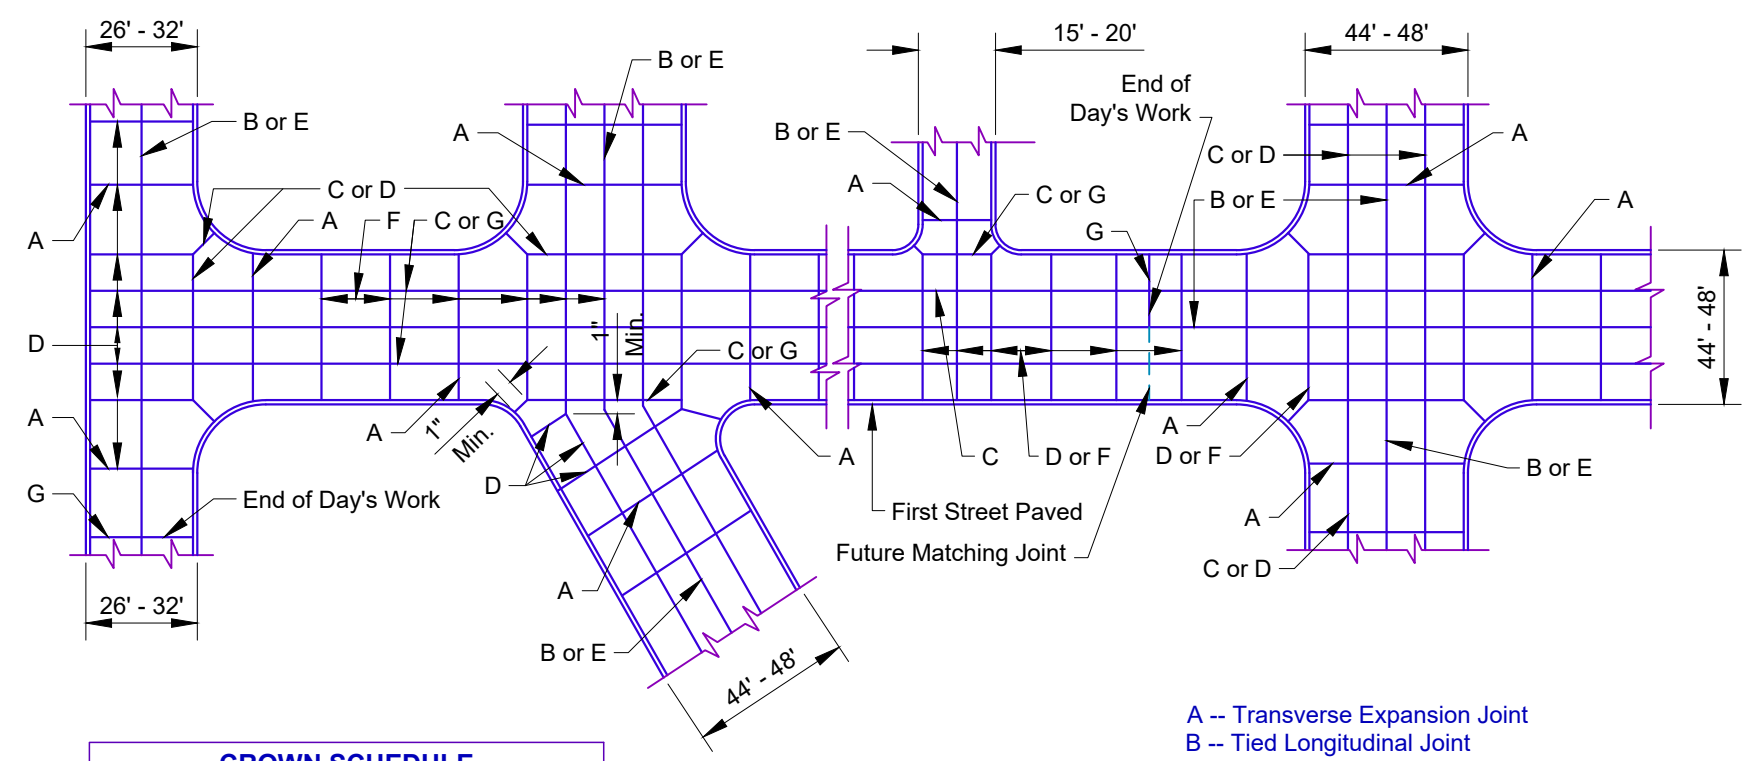 26' - 32'
15' - 20'
44' - 48'
B or E
End of
Day's Work
B or E
A
B or E
A
C or D
C or D
A
C or G
B or E
A
A
F
C or G
G
A
D
1"
Min.
C or G
44' - 48'
A
A
1"
Min.
A
C
D or F
A
D or F
B or E
G
End of Day's Work
D
First Street Paved
A
Future Matching Joint
C or D
A
26' - 32'
B or E
44' - 48'
A -- Transverse Expansion Joint
B -- Tied Longitudinal Joint
CROWN SCHEDULE